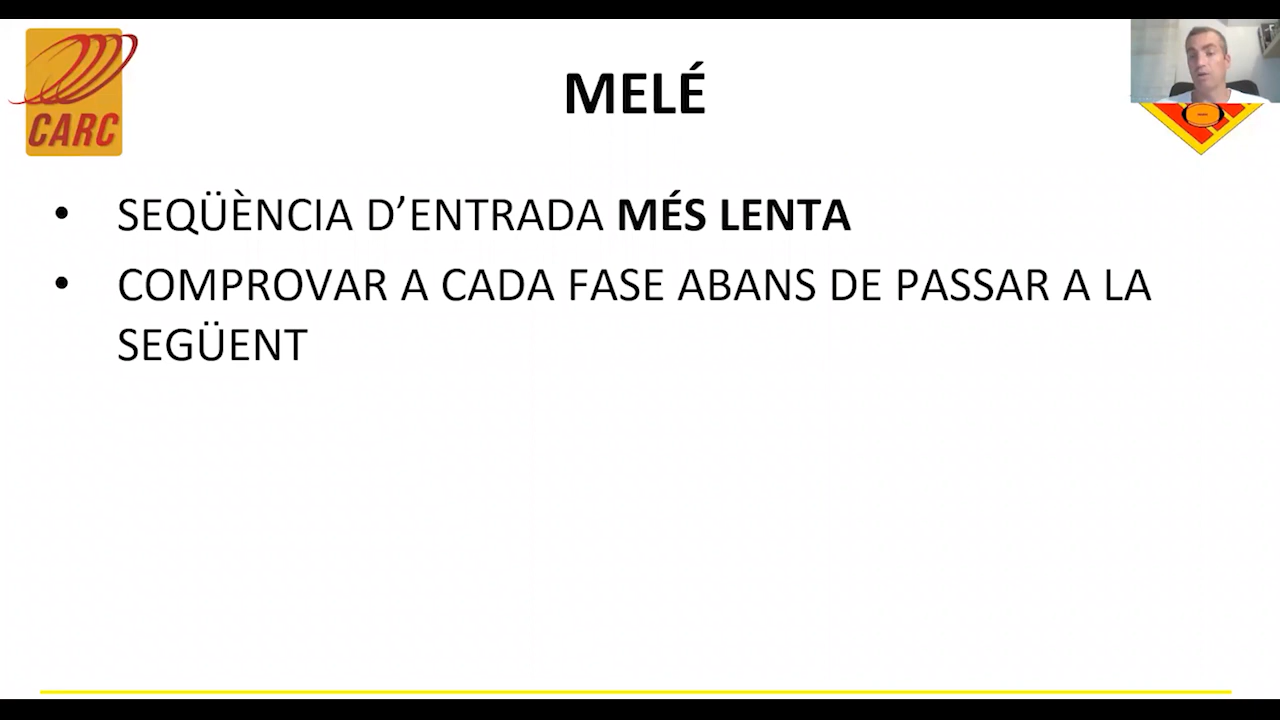 CARC
MELÉ
• SEQÜÈNCIA D’ENTRADA MÉS LENTA
• COMPROVAR A CADA FASE ABANS DE PASSAR A LA
SEGÜENT